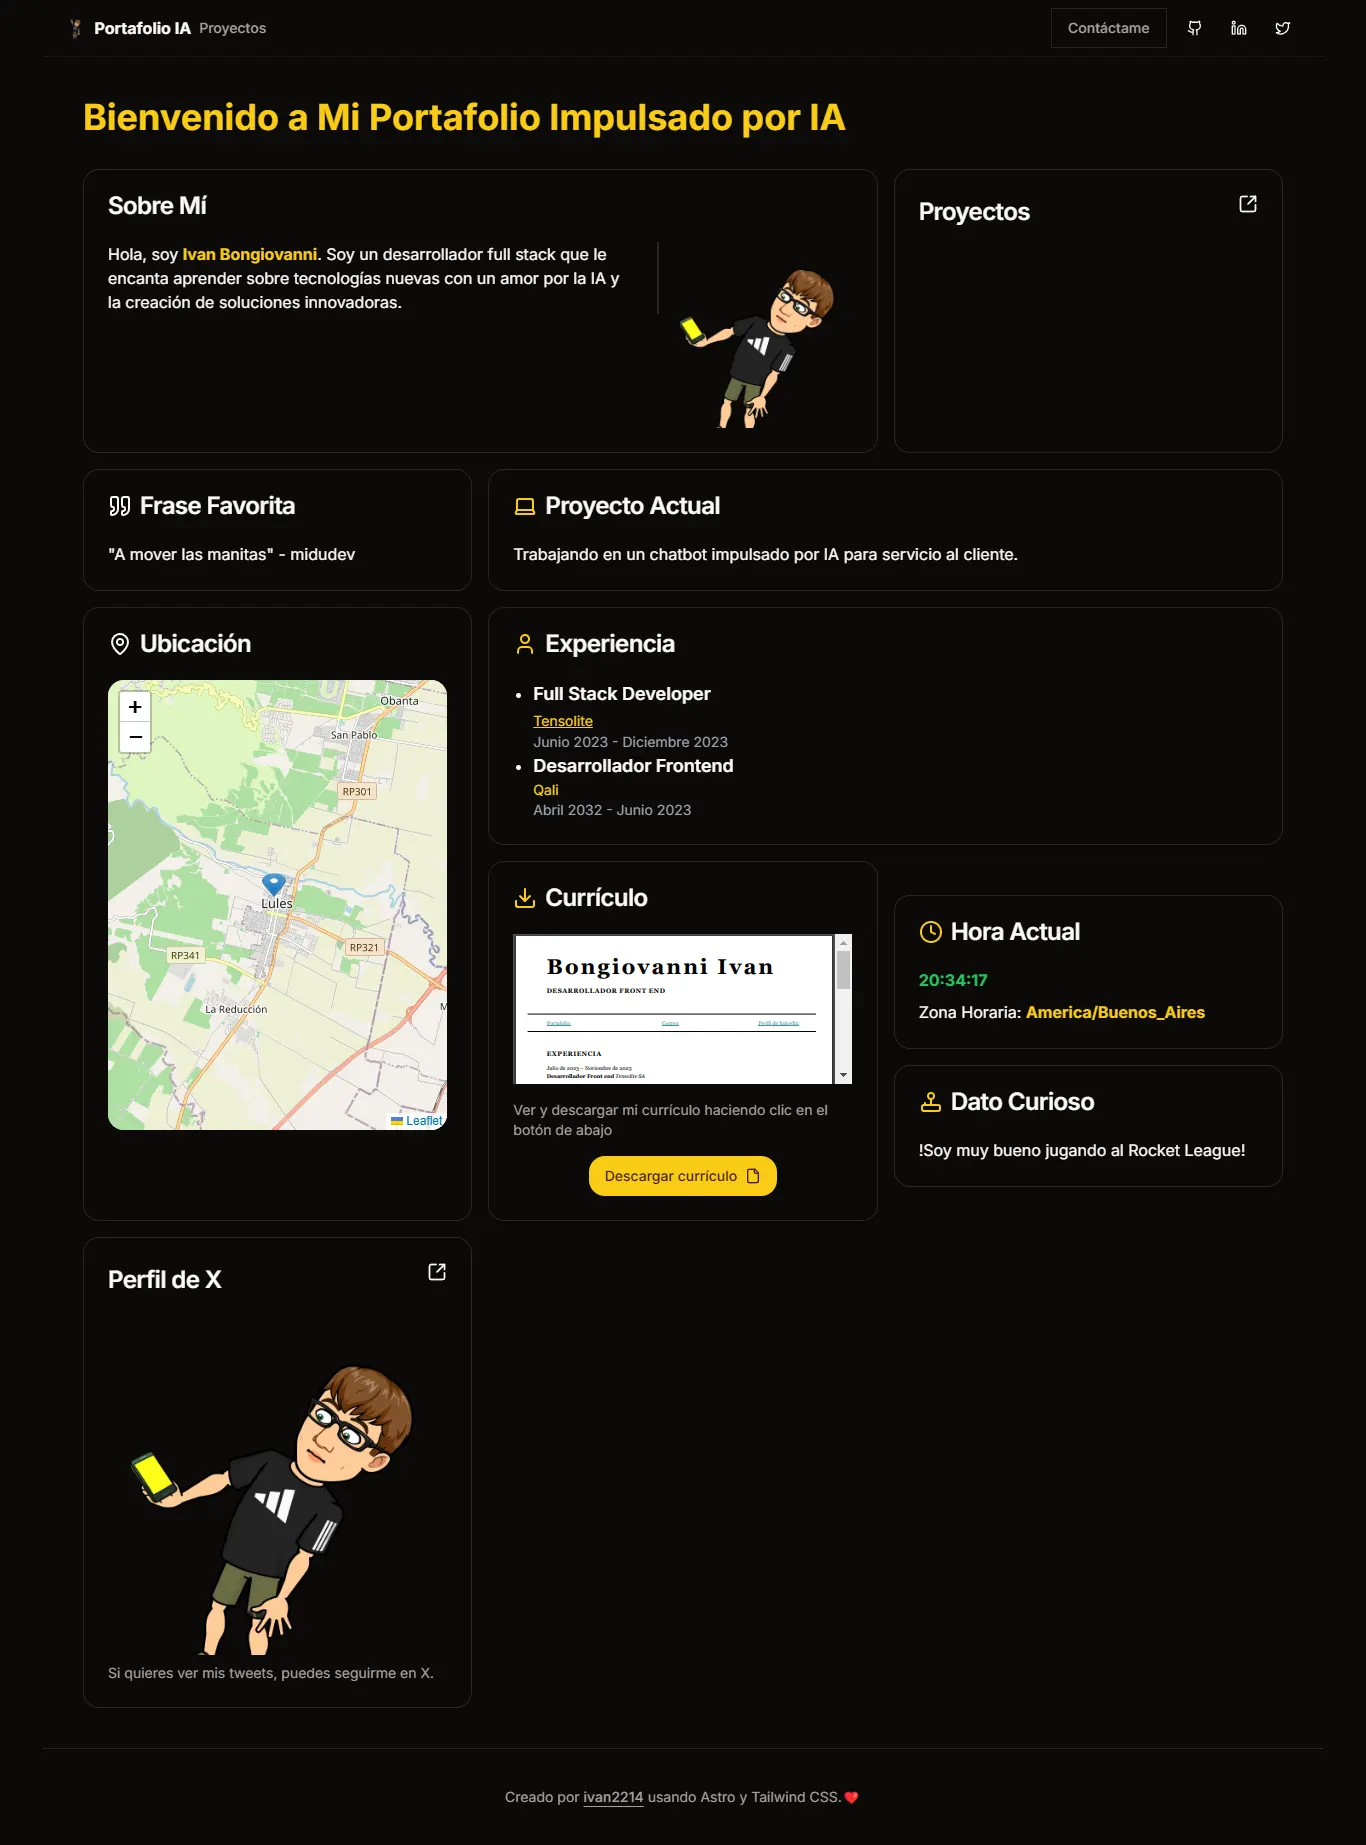 Portafolio IA Proyectos Contáctame
Bienvenido a Mi Portafolio Impulsado por IA
Sobre Mí
Hola, soy Ivan Bongiovanni. Soy un desarrollador full stack que le
encanta aprender sobre tecnologías nuevas con un amor por la IA y
la creación de soluciones innovadoras.
Proyectos
Frase Favorita
"A mover las manitas" - midudev
Proyecto Actual
Trabajando en un chatbot impulsado por IA para servicio al cliente.
Ubicación
+
−
Obanta
San Pablo
RP301
Lules
RP321
RP341
La Reducción
M
Leaflet
Experiencia
Full Stack Developer
Tensolite
Junio 2023 - Diciembre 2023
Desarrollador Frontend
Qali
Abril 2032 - Junio 2023
Currículo
Bongiovanni Ivan
DESARROLLADOR FRONT END
Portafolio Correo Perfil de linkedin
EXPERIENCIA
Julio de 2023 – Noviembre de 2023
Desarrollador Front end Tensolite SA
Ver y descargar mi currículo haciendo clic en el
botón de abajo
Descargar currículo
Hora Actual
20:34:17
Zona Horaria: America/Buenos_Aires
Dato Curioso
!Soy muy bueno jugando al Rocket League!
Perfil de X
Si quieres ver mis tweets, puedes seguirme en X.
Creado por ivan2214 usando Astro y Tailwind CSS.❤️